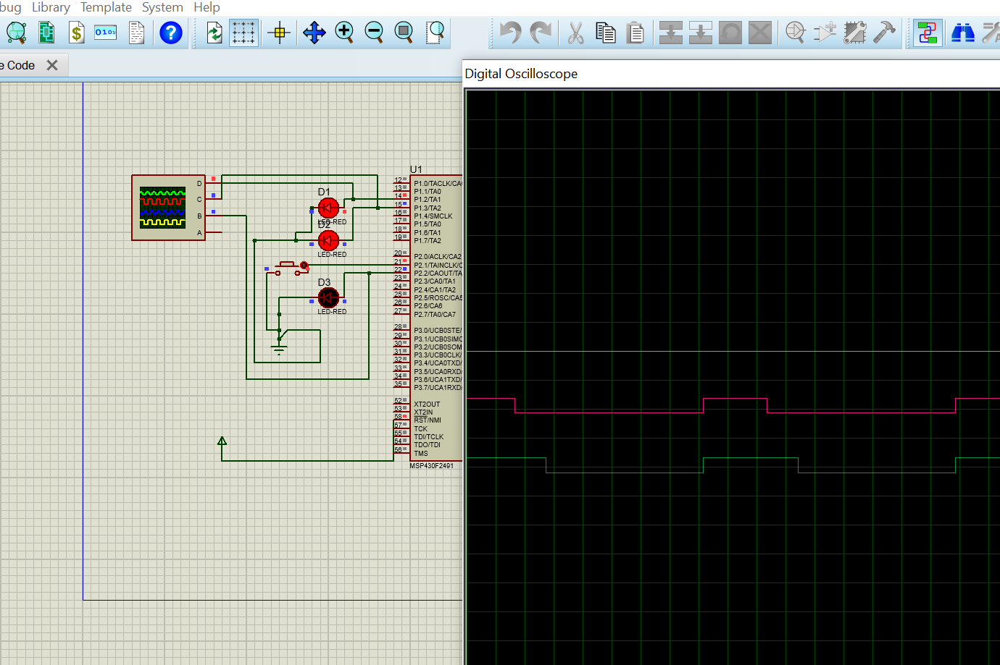 bug Library Template System Help
$ 0101 ?
e Code
Digital Oscilloscope
D
C
B
A
D1
LED-RED
D2
LED-RED
D3
LED-RED
U1
12 P1.0/TACLK/CA
13 P1.1/TA0
14 P1.2/TA1
15 P1.3/TA2
16 P1.4/SMCLK
17 P1.5/TA0
18 P1.6/TA1
19 P1.7/TA2
20 P2.0/ACLK/CA2
21 P2.1/TAINCLK/C
22 P2.2/CAOUT/TA
23 P2.3/CA0/TA1
24 P2.4/CA1/TA2
25 P2.5/ROSC/CA5
26 P2.6/CA6
27 P2.7/TA0/CA7
28 P3.0/UCB0STE/
29 P3.1/UCB0SIMO
30 P3.2/UCB0SOM
31 P3.3/UCB0CLK/
32 P3.4/UCA0TXD/
33 P3.5/UCA0RXD/
34 P3.6/UCA1TXD/
35 P3.7/UCA1RXD/
52 XT2OUT
53 XT2IN
58 RST/NMI
57 TCK
55 TDI/TCLK
54 TDO/TDI
56 TMS
MSP430F2491